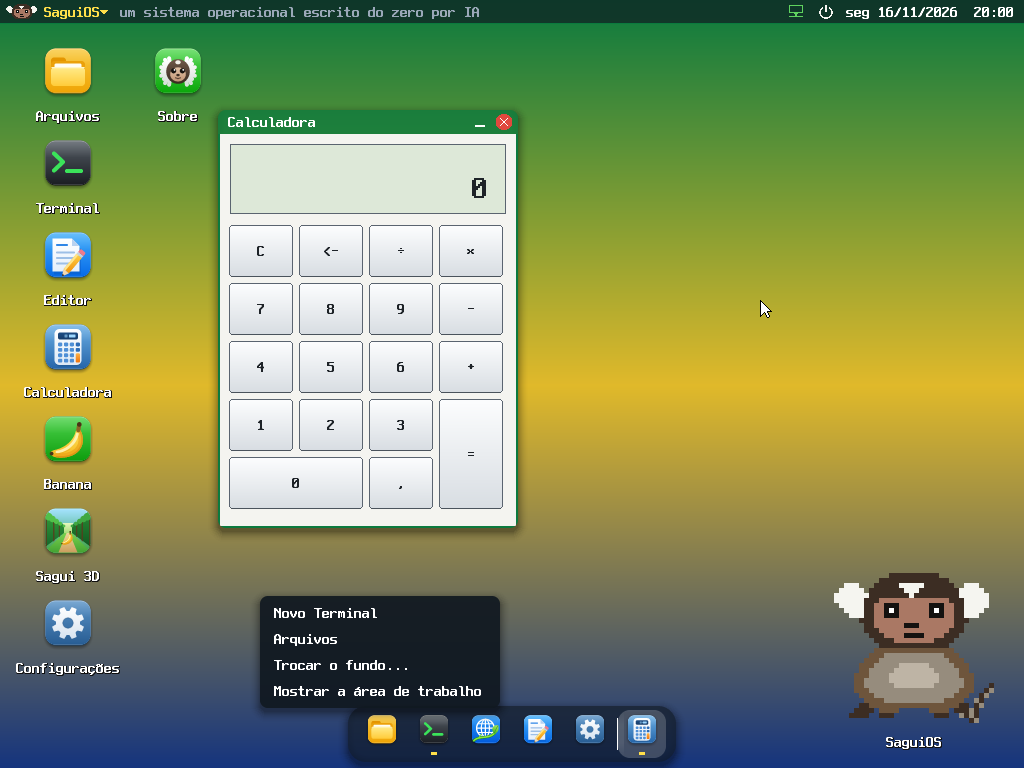 SaguiOS um sistema operacional escrito do zero por IA seg 16/11/2026 20:00
Arquivos
Sobre
Terminal
Editor
Calculadora
Banana
Sagui 3D
Configurações
Calculadora
0
C <- ÷ ×
7 8 9 -
4 5 6 +
1 2 3 =
0 ,
Novo Terminal
Arquivos
Trocar o fundo...
Mostrar a área de trabalho
SaguiOS